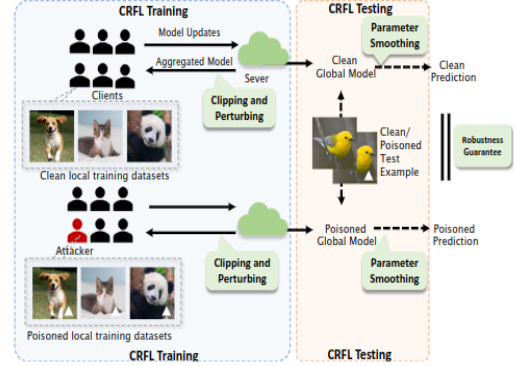 CRFL Training
CRFL Testing
Model Updates
Aggregated Model
Clients
Sever
Clipping and
Perturbing
Clean local training datasets
Clean
Global Model
Parameter
Smoothing
Clean
Prediction
Clean/
Poisoned
Test
Example
Robustness
Guarantee
Attacker
Clipping and
Perturbing
Poisoned local training datasets
Poisoned
Global Model
Poisoned
Prediction
Parameter
Smoothing
CRFL Training
CRFL Testing